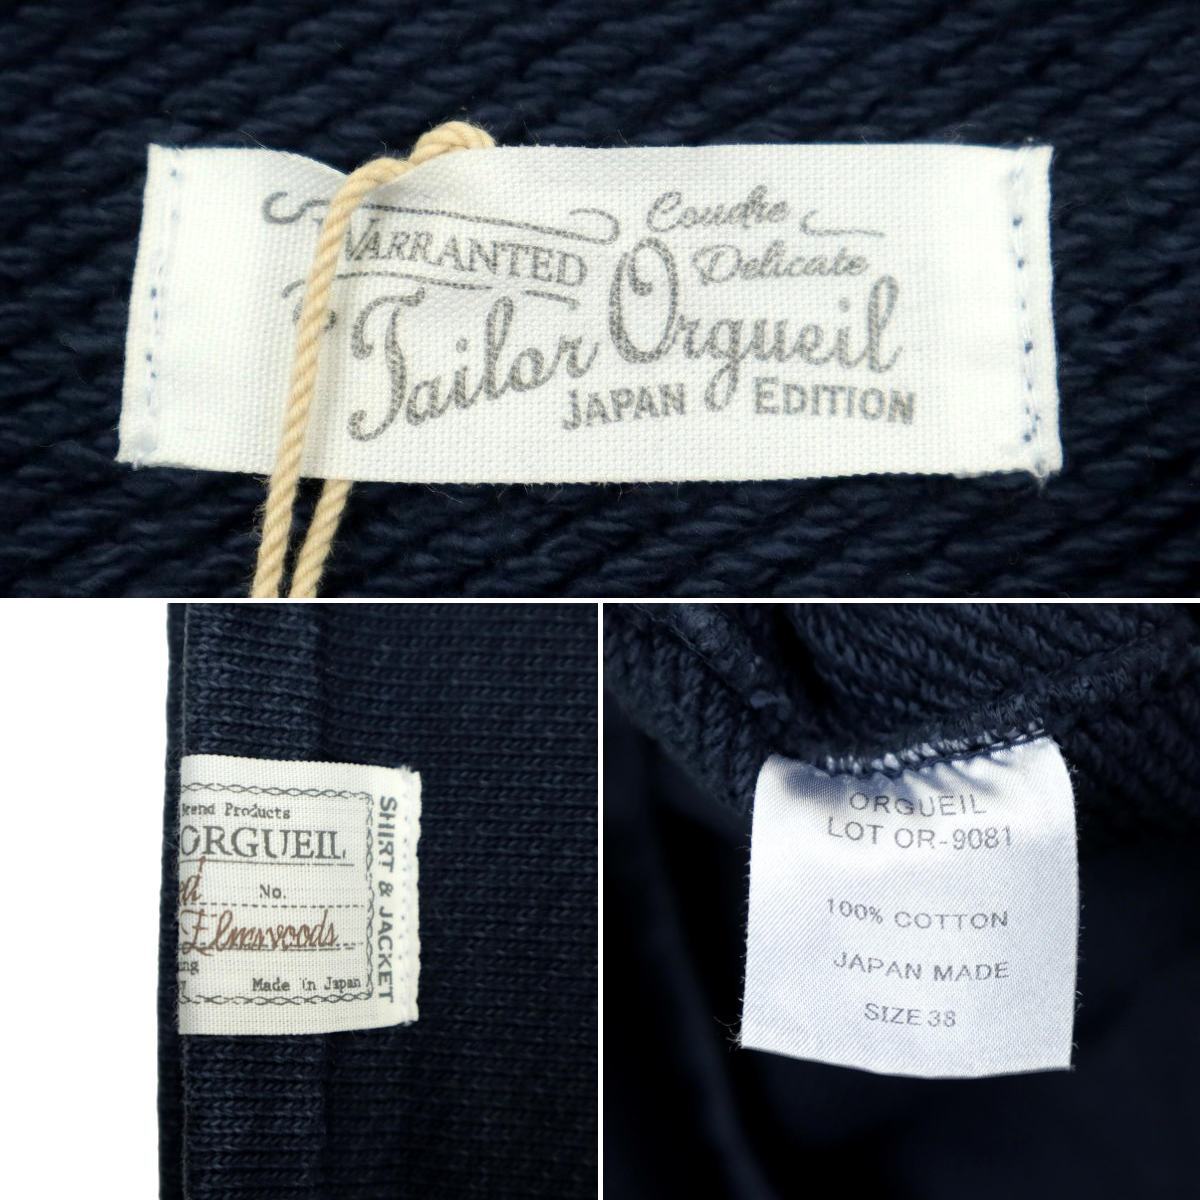 WARRANTED
Coudre
Delicate
Tailor Orgueil
JAPAN EDITION
Products
ORGUEIL
No.
Elmwoods
Made in Japan
SHIRT & JACKET
ORGUEIL
LOT OR-9081
100% COTTON
JAPAN MADE
SIZE 38